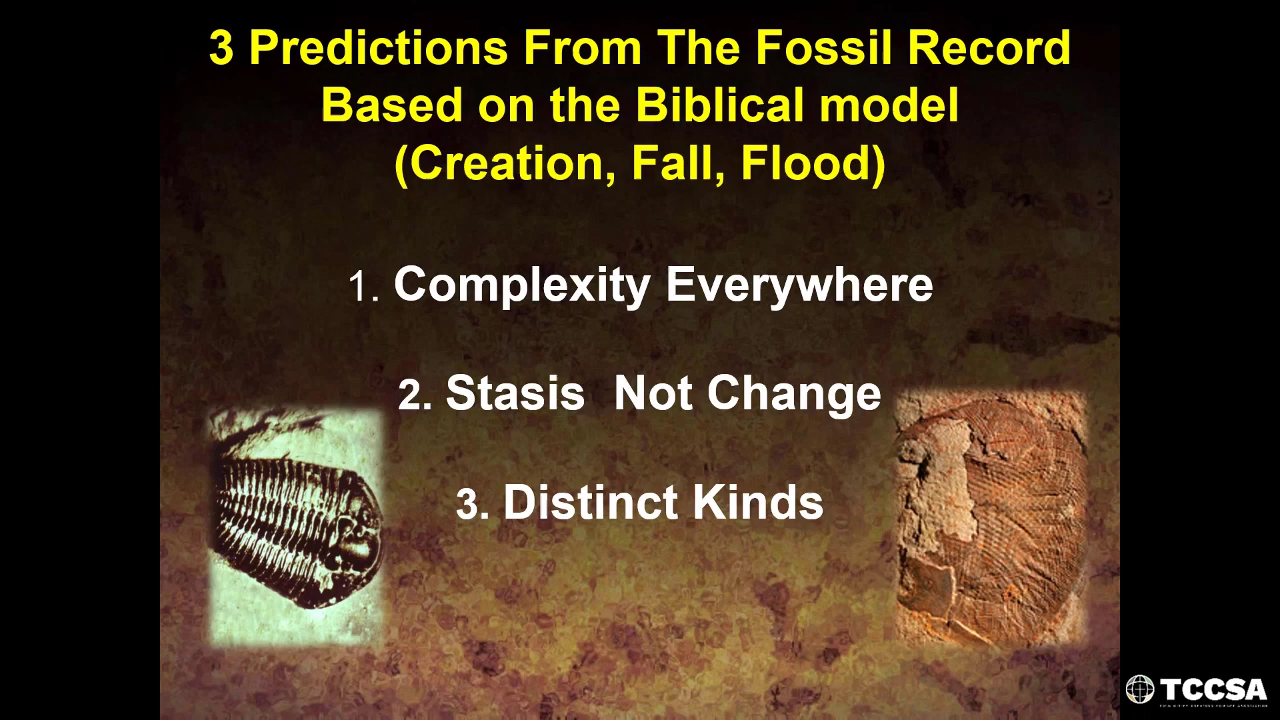 3 Predictions From The Fossil Record
Based on the Biblical model
(Creation, Fall, Flood)
1. Complexity Everywhere
2. Stasis  Not Change
3. Distinct Kinds
TCCSA